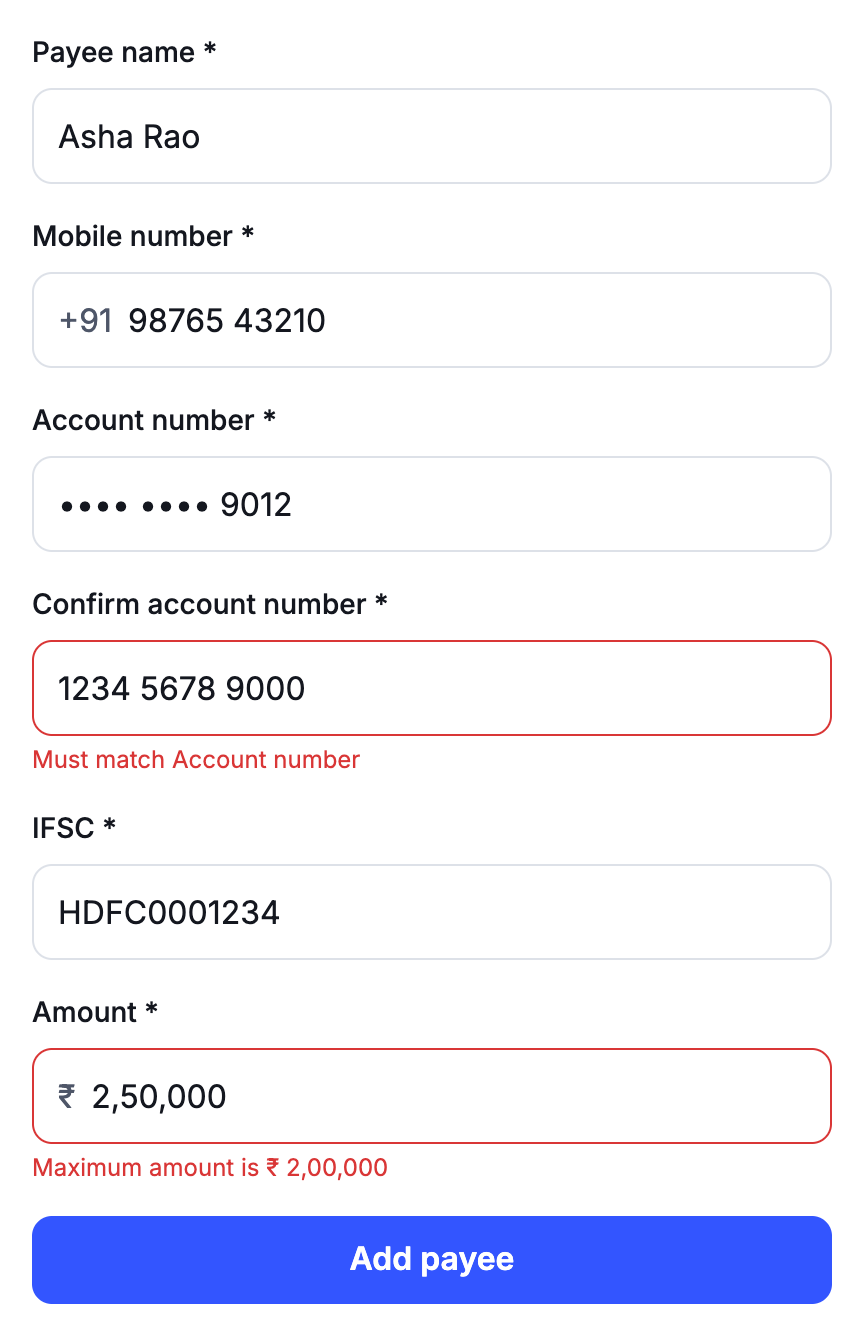 Payee name *
Asha Rao
Mobile number *
+91 98765 43210
Account number *
•••• •••• 9012
Confirm account number *
1234 5678 9000
Must match Account number
IFSC *
HDFC0001234
Amount *
₹ 2,50,000
Maximum amount is ₹ 2,00,000
Add payee